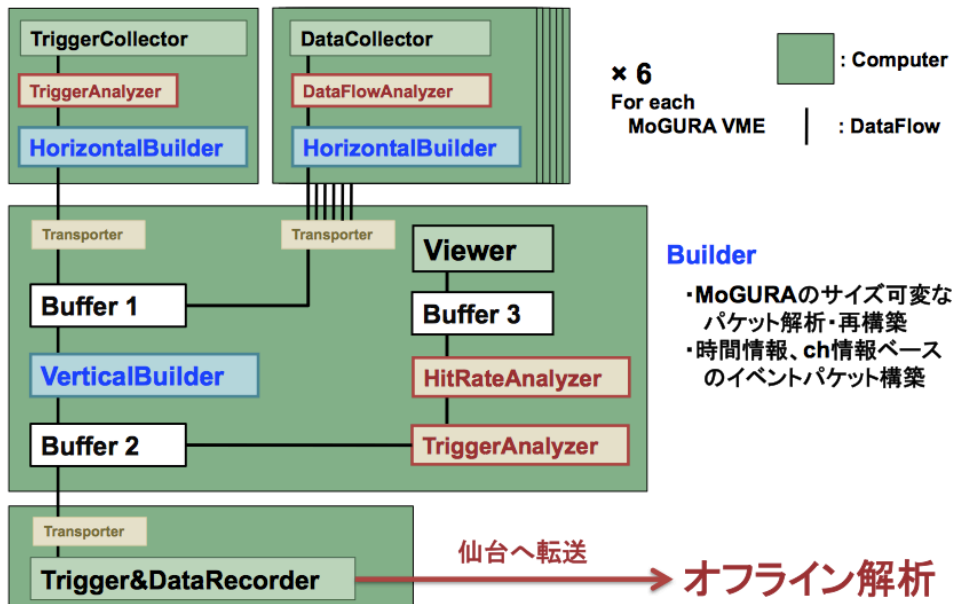 TriggerCollector
TriggerAnalyzer
HorizontalBuilder
DataCollector
DataFlowAnalyzer
HorizontalBuilder
× 6
For each
MoGURA VME
: Computer
: DataFlow
Transporter
Transporter
Buffer 1
VerticalBuilder
Buffer 2
Viewer
Buffer 3
HitRateAnalyzer
TriggerAnalyzer
Builder
・MoGURAのサイズ可変な
パケット解析・再構築
・時間情報、ch情報ベース
のイベントパケット構築
Transporter
Trigger&DataRecorder
仙台へ転送
オフライン解析